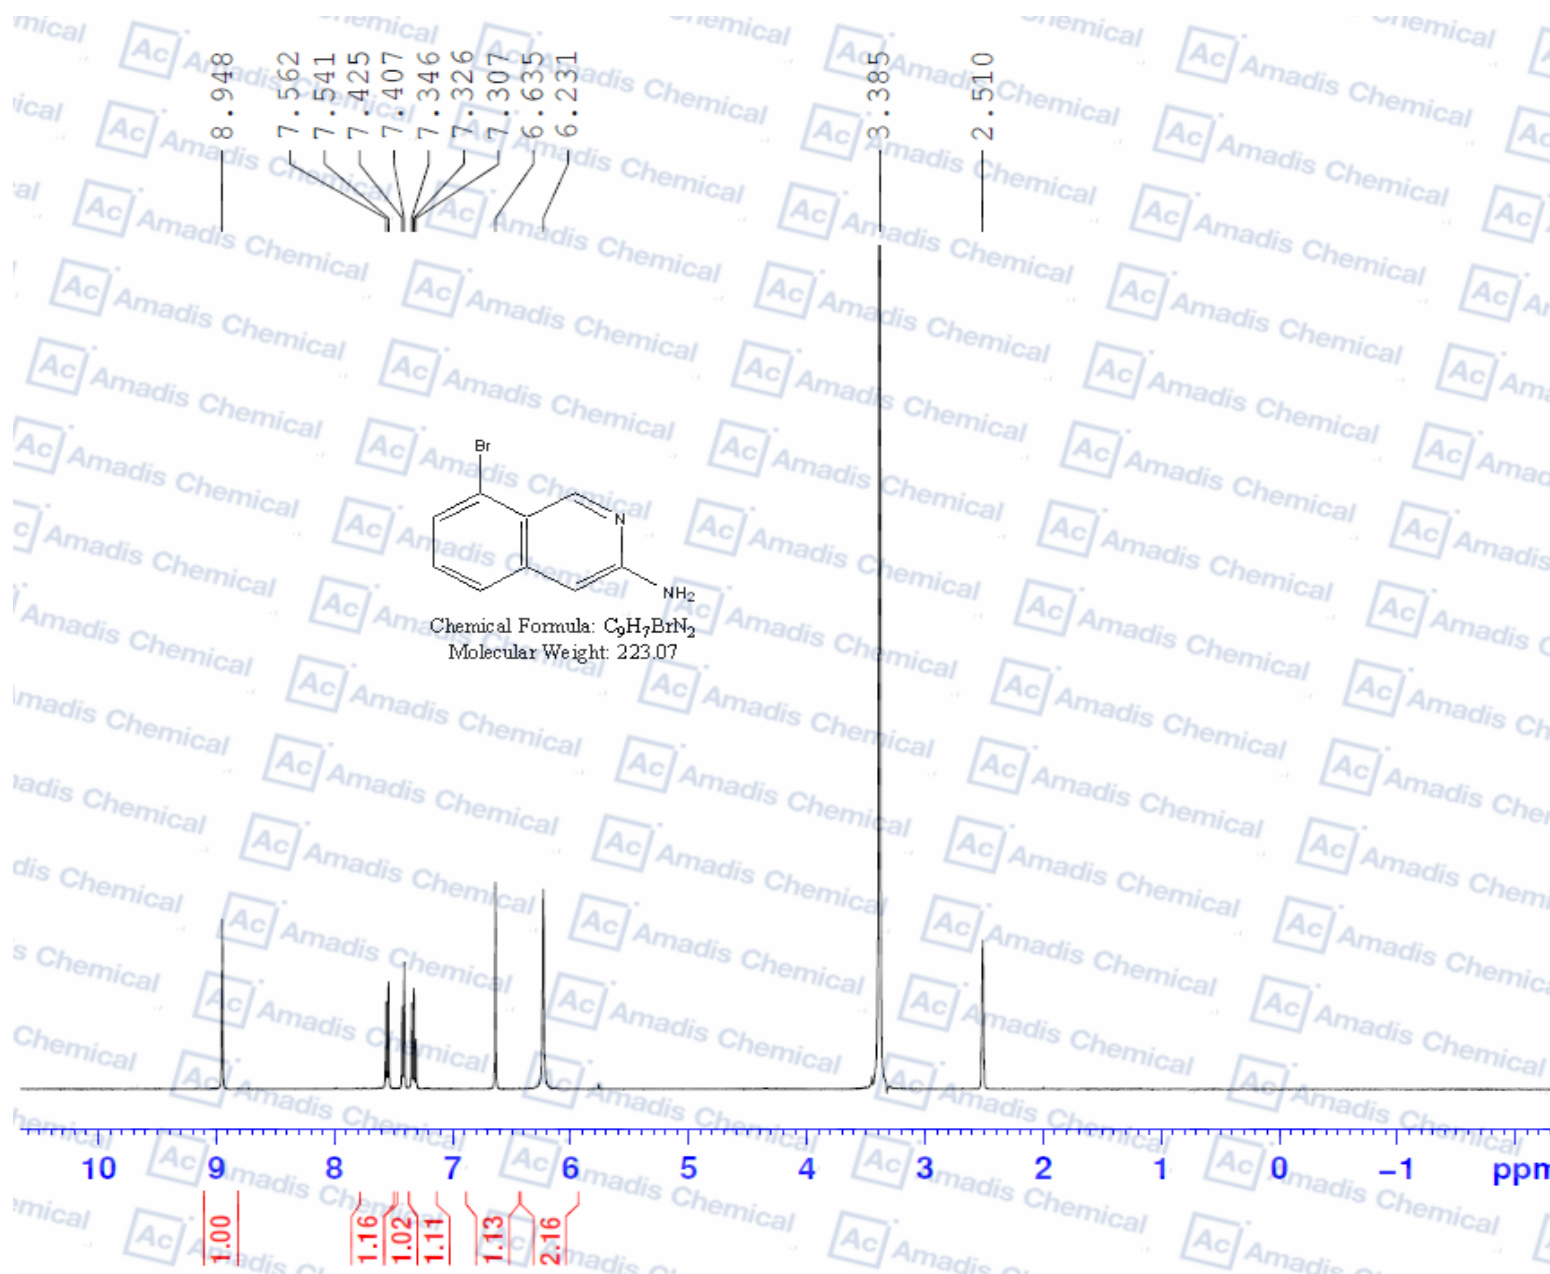 8.948
7.562
7.541
7.425
7.407
7.346
7.326
7.307
6.635
6.231
3.385
2.510
Br
N
NH2
Chemical Formula: C9H7BrN2
Molecular Weight: 223.07
10 9 8 7 6 5 4 3 2 1 0 −1 ppm
1.00
1.16
1.02
1.11
1.13
2.16
Ac Amadis Chemical